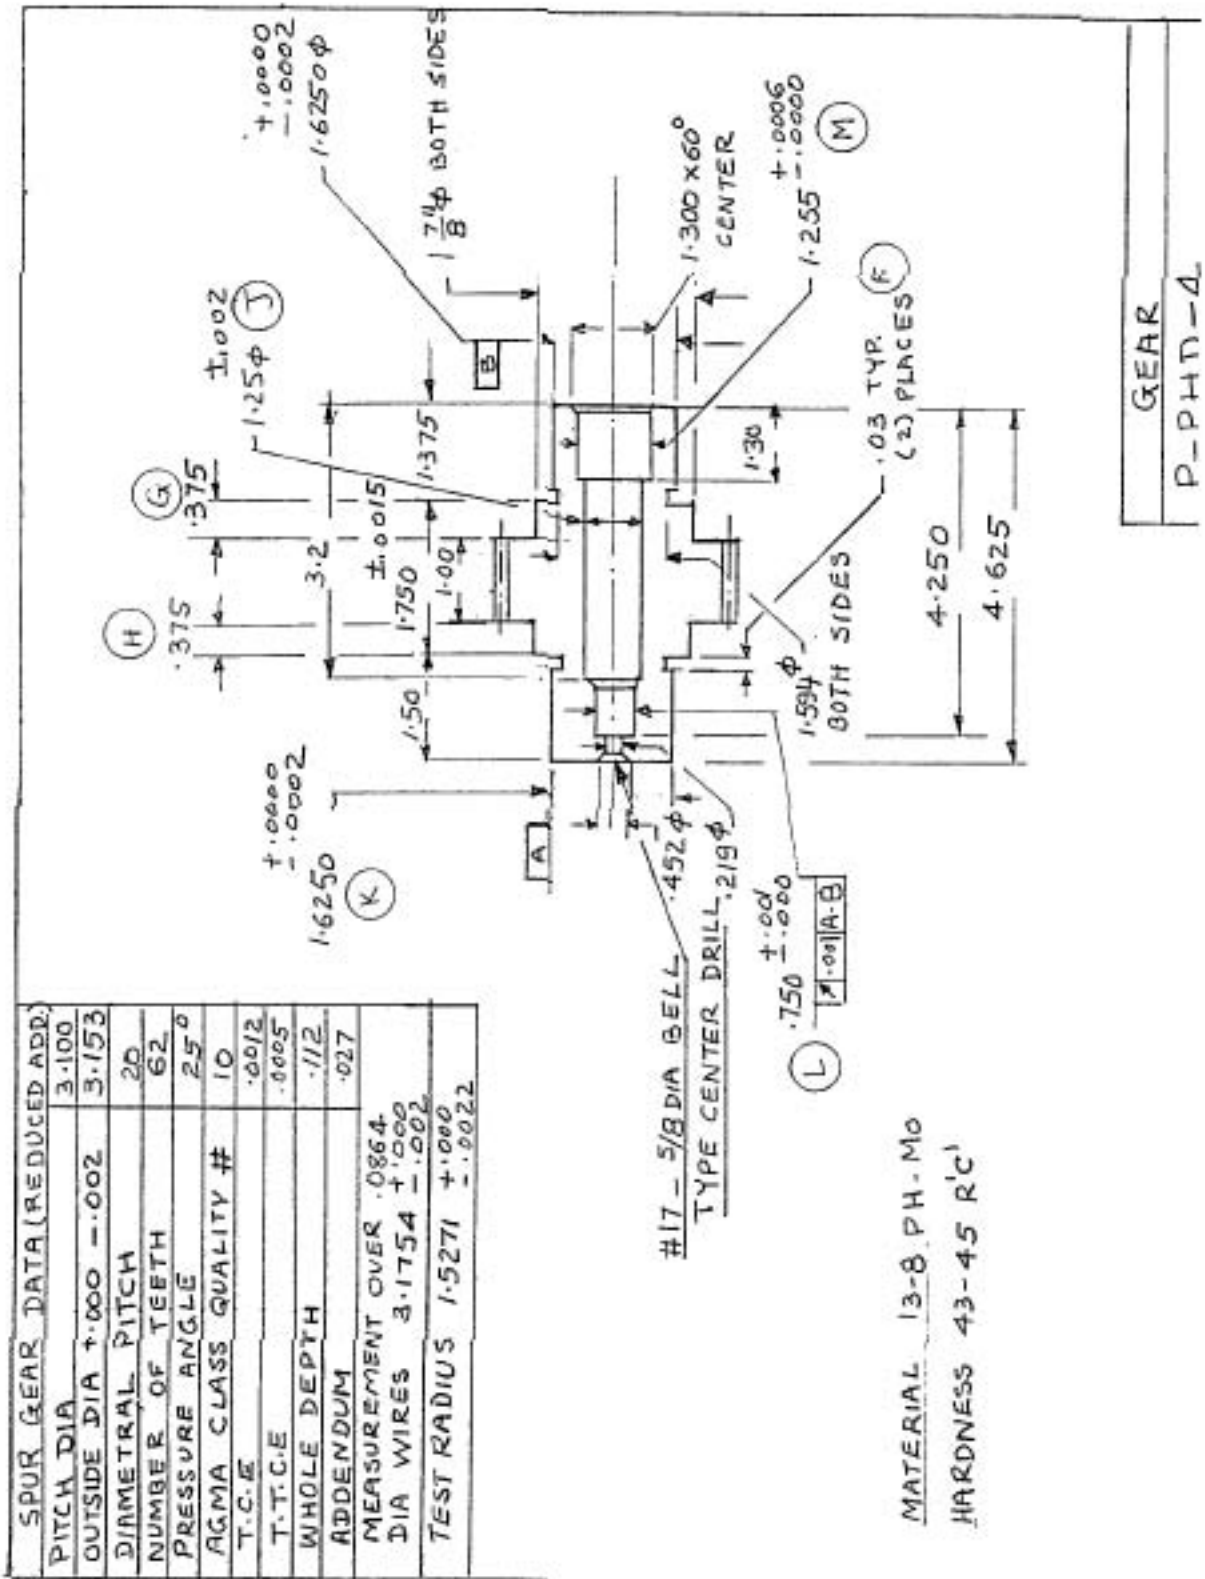 SPUR GEAR DATA (REDUCED ADD.)
PITCH DIA 3.100
OUTSIDE DIA +.000 -.002 3.153
DIAMETRAL PITCH 20
NUMBER OF TEETH 62
PRESSURE ANGLE 25°
AGMA CLASS QUALITY # 10
T.C.E .0012
T.T.C.E .0005
WHOLE DEPTH .112
ADDENDUM .027
MEASUREMENT OVER .0864
DIA WIRES 3.1754 +.000
-.002
TEST RADIUS 1.5271 +.000
-.0022
H
.375
G
.375
±.002
1.25φ J
+.0000
-.0002
1.6250φ
3.2
±.0015
1.750
1.00
1.375
1.50
+.0000
-.0002
1.6250
K
A
B
1 7/8"φ BOTH SIDES
1.300 x 60°
CENTER
+.0006
1.255 -.0000
M
1.30
.03 TYP. F
(2) PLACES
1.594φ
BOTH SIDES
4.250
4.625
#17 - 5/8 DIA BELL
TYPE CENTER DRILL
.452φ
.219φ
L
+.001
.750 -.000
↗ .001 A-B
MATERIAL 13-8 PH-Mo
HARDNESS 43-45 R'C'
GEAR
P_PHD-4